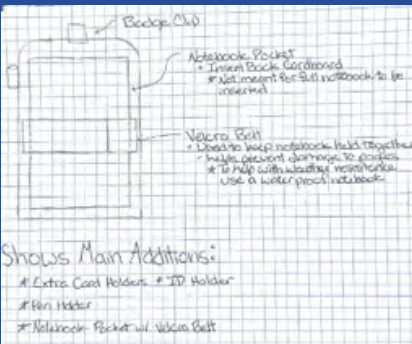 Badge Clip
Notebook Pocket
• Insert Back Cardboard
* Not meant for full notebook to be
inserted
Velcro Belt
• Used to keep notebook held together
- helps prevent damage to pages
* To help with weather resistance
use a waterproof notebook
Shows Main Additions:
* Extra Card Holders * ID Holder
* Pen Holder
* Notebook Pocket w/ Velcro Belt